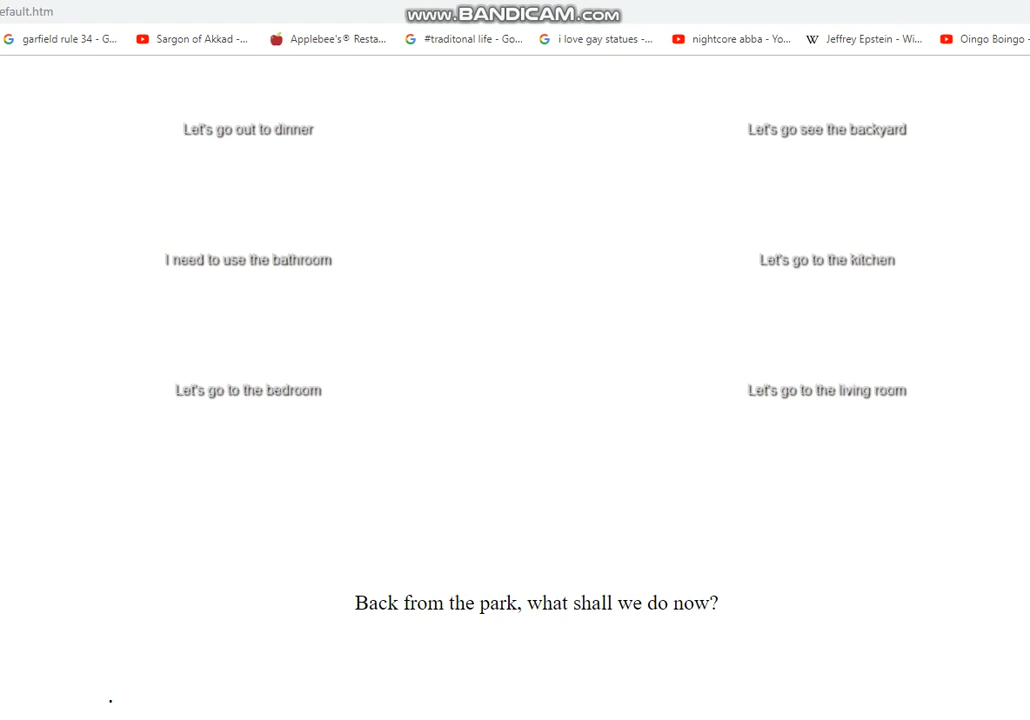 efault.htm
www.BANDICAM.com
garfield rule 34 - G...
Sargon of Akkad -...
Applebee's® Resta...
#traditonal life - Go...
i love gay statues -...
nightcore abba - Yo...
W Jeffrey Epstein - Wi...
Oingo Boingo -
Let's go out to dinner
Let's go see the backyard
I need to use the bathroom
Let's go to the kitchen
Let's go to the bedroom
Let's go to the living room
Back from the park, what shall we do now?
.